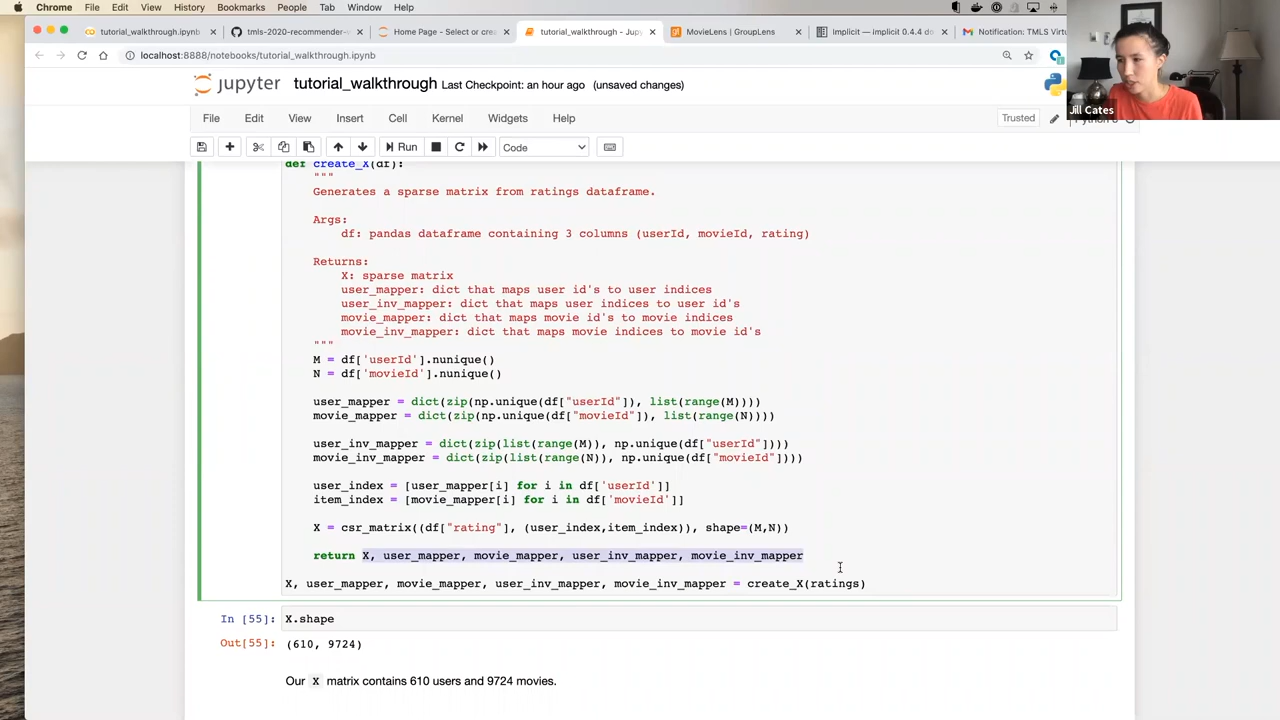 Chrome File Edit View History Bookmarks People Tab Window Help
tutorial_walkthrough.ipynb
tmls-2020-recommender-
Home Page - Select or cre
tutorial_walkthrough - Jup
MovieLens | GroupLens
Implicit — implicit 0.4.4 do
Notification: TMLS Virtu
localhost:8888/notebooks/tutorial_walkthrough.ipynb
jupyter tutorial_walkthrough Last Checkpoint: an hour ago (unsaved changes)
Jill Cates
File Edit View Insert Cell Kernel Widgets Help
Trusted
Run
Code
def create_X(df):
"""
Generates a sparse matrix from ratings dataframe.
Args:
df: pandas dataframe containing 3 columns (userId, movieId, rating)
Returns:
X: sparse matrix
user_mapper: dict that maps user id's to user indices
user_inv_mapper: dict that maps user indices to user id's
movie_mapper: dict that maps movie id's to movie indices
movie_inv_mapper: dict that maps movie indices to movie id's
"""
M = df['userId'].nunique()
N = df['movieId'].nunique()
user_mapper = dict(zip(np.unique(df["userId"]), list(range(M))))
movie_mapper = dict(zip(np.unique(df["movieId"]), list(range(N))))
user_inv_mapper = dict(zip(list(range(M)), np.unique(df["userId"])))
movie_inv_mapper = dict(zip(list(range(N)), np.unique(df["movieId"])))
user_index = [user_mapper[i] for i in df['userId']]
item_index = [movie_mapper[i] for i in df['movieId']]
X = csr_matrix((df["rating"], (user_index,item_index)), shape=(M,N))
return X, user_mapper, movie_mapper, user_inv_mapper, movie_inv_mapper
X, user_mapper, movie_mapper, user_inv_mapper, movie_inv_mapper = create_X(ratings)
In [55]: X.shape
Out[55]: (610, 9724)
Our X matrix contains 610 users and 9724 movies.